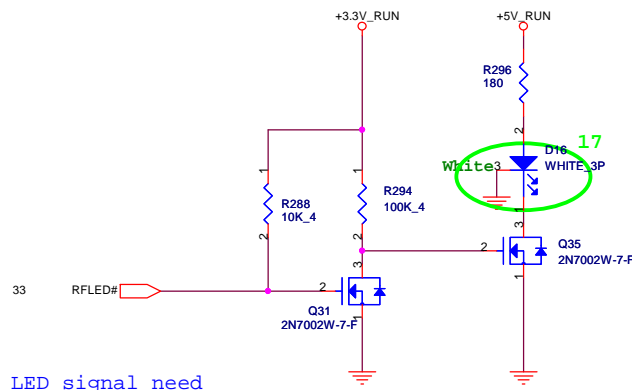 +3.3V_RUN
+5V_RUN
R296
180
2
17
D16
White
3
WHITE_3P
1
1
1
R288
10K_4
R294
100K_4
2
2
3
3
2
Q35
2N7002W-7-F
1
33
RFLED#
2
Q31
2N7002W-7-F
1
LED signal need